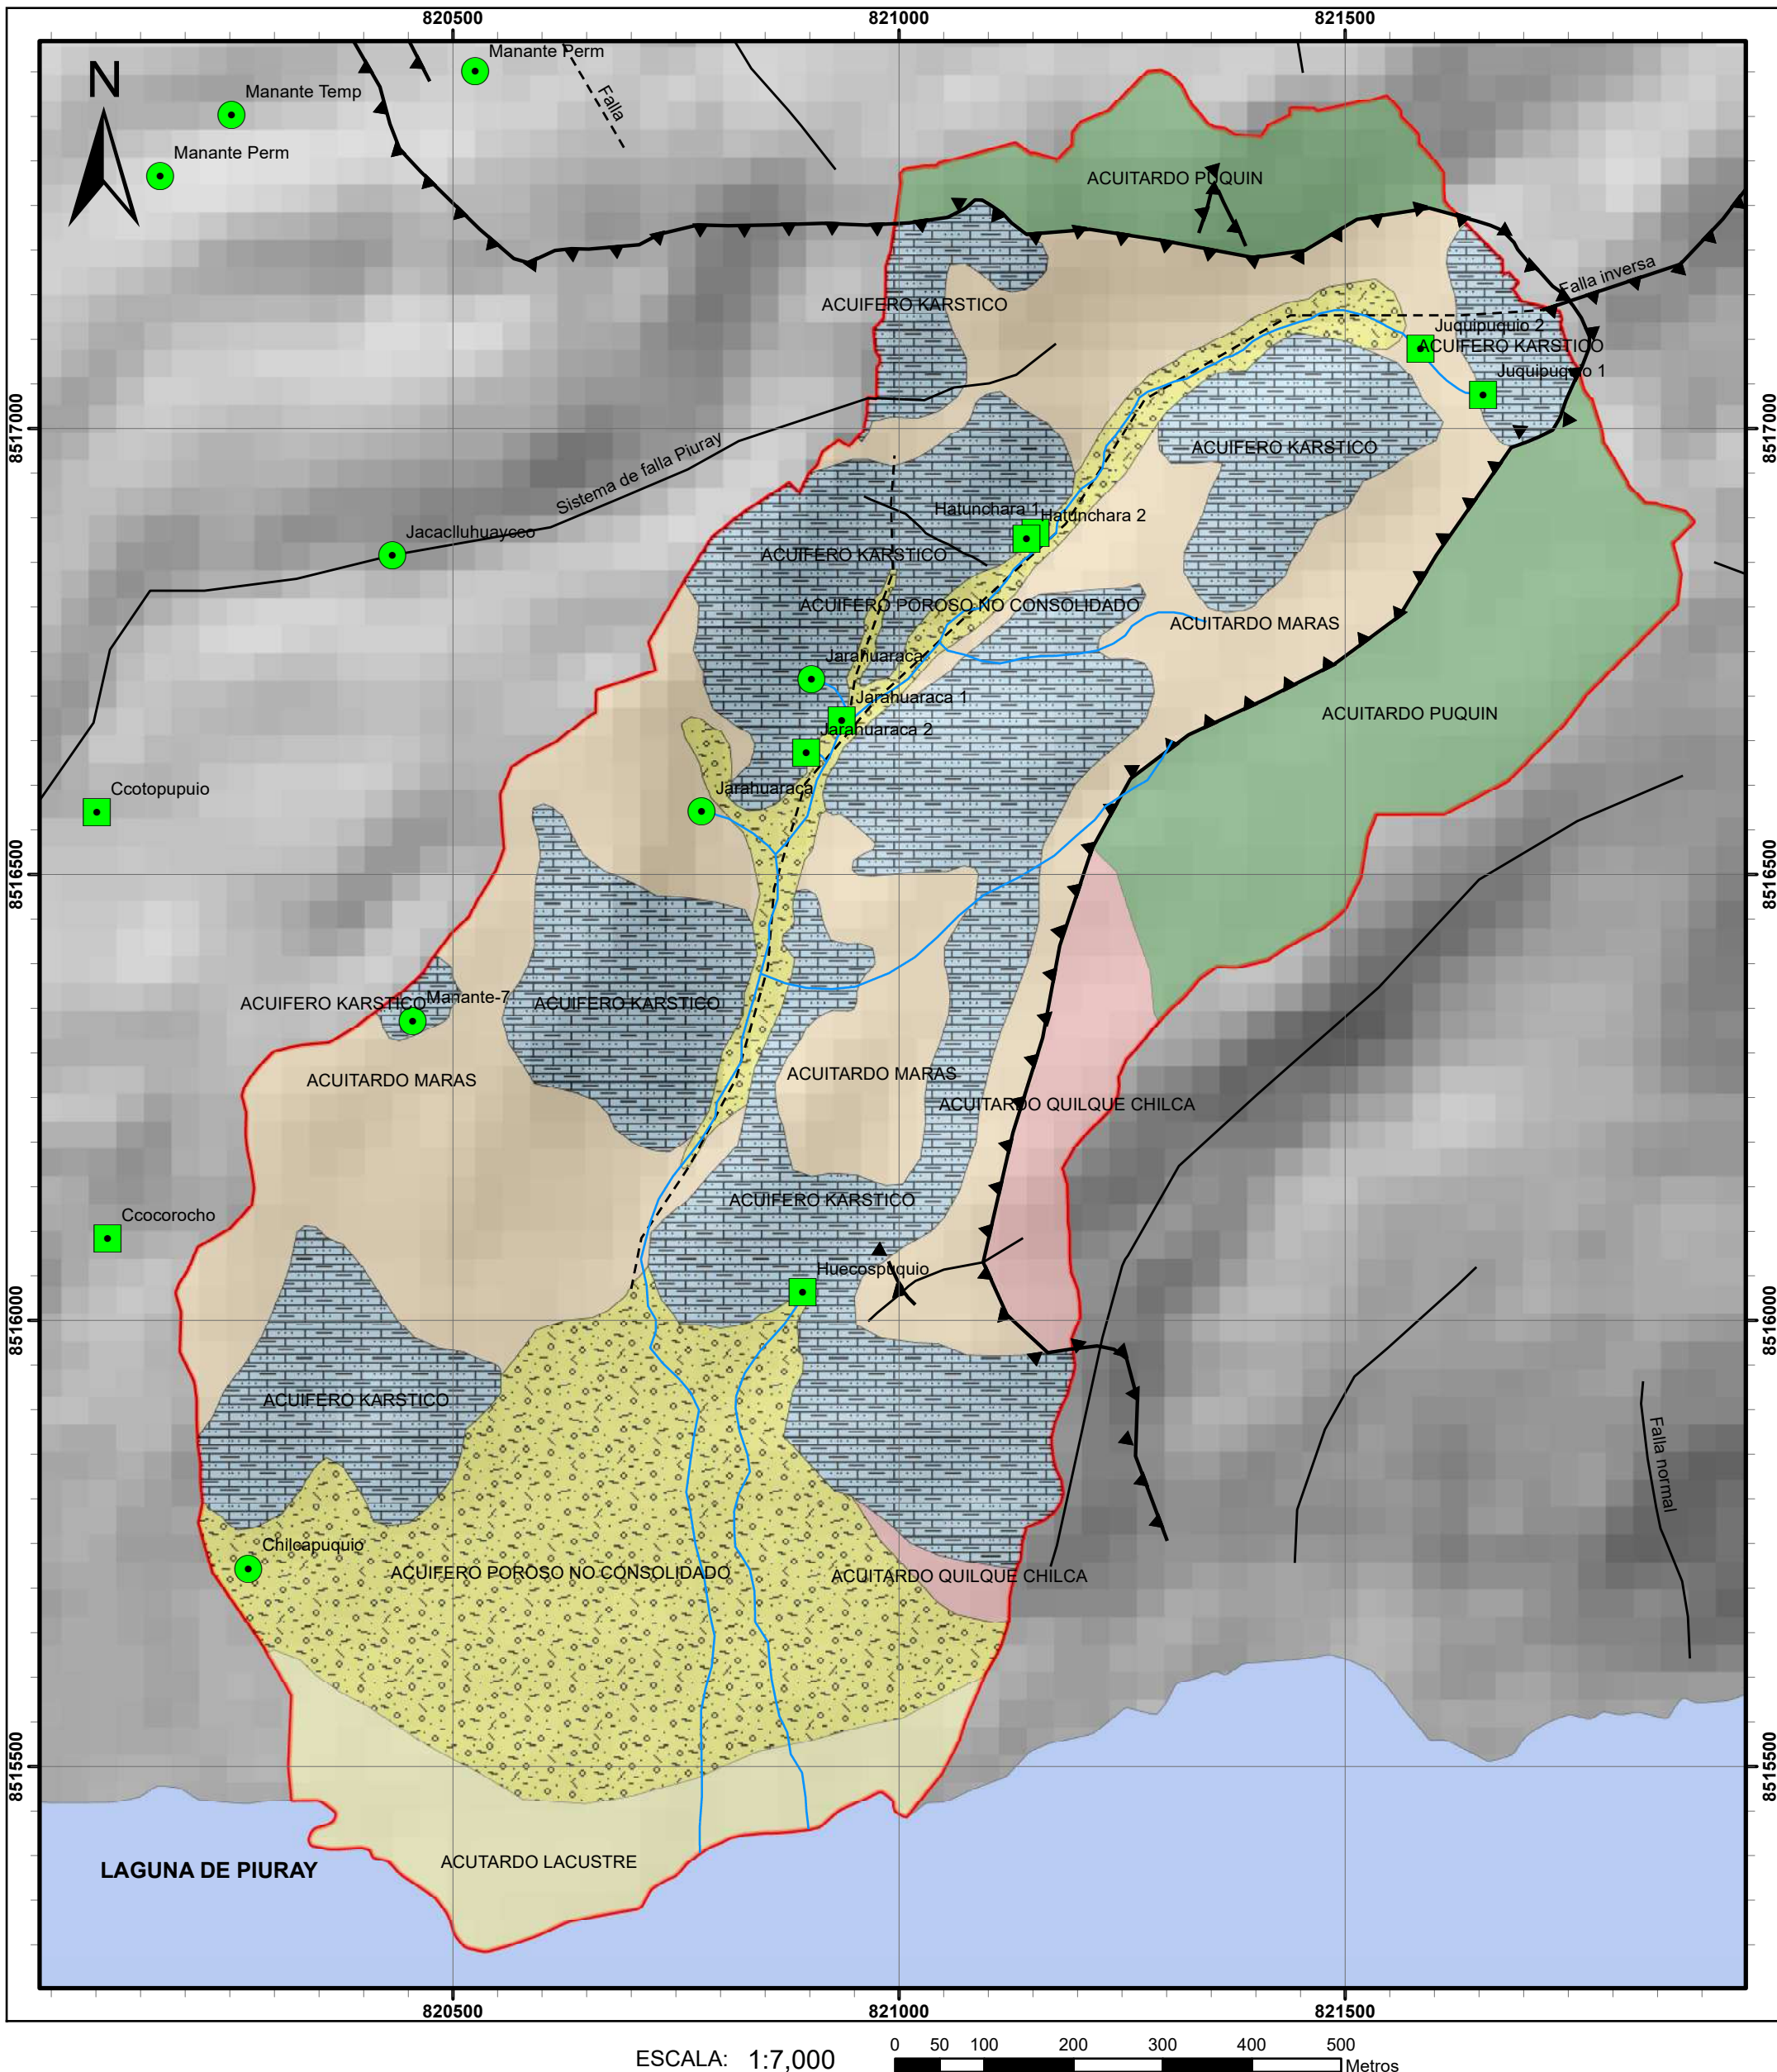 820500
821000
821500
Manante Perm
N
Manante Temp
Falla
Manante Perm
ACUITARDO PUQUIN
Falla inversa
ACUIFERO KARSTICO
Juquipuquio 2
ACUIFERO KARSTICO
Juquipuquio 1
8517000
8517000
Sistema de falla Piuray
ACUIFERO KARSTICO
Hatunchara 1
Hatunchara 2
Jacaclluhuaycco
ACUIFERO KARSTICO
ACUIFERO POROSO NO CONSOLIDADO
ACUITARDO MARAS
Jarahuaraca
Jarahuaraca 1
ACUITARDO PUQUIN
Jarahuaraca 2
Ccotopupuio
Jarahuaraca
8516500
8516500
ACUIFERO KARSTICO
Manante-7
ACUIFERO KARSTICO
ACUITARDO MARAS
ACUITARDO MARAS
ACUITARDO QUILQUE CHILCA
ACUIFERO KARSTICO
Ccocorocho
Huecospuquio
8516000
8516000
ACUIFERO KARSTICO
Falla normal
Chilcapuquio
ACUIFERO POROSO NO CONSOLIDADO
ACUITARDO QUILQUE CHILCA
8515500
8515500
ACUTARDO LACUSTRE
LAGUNA DE PIURAY
820500
821000
821500
ESCALA: 1:7,000
0 50 100 200 300 400 500
Metros